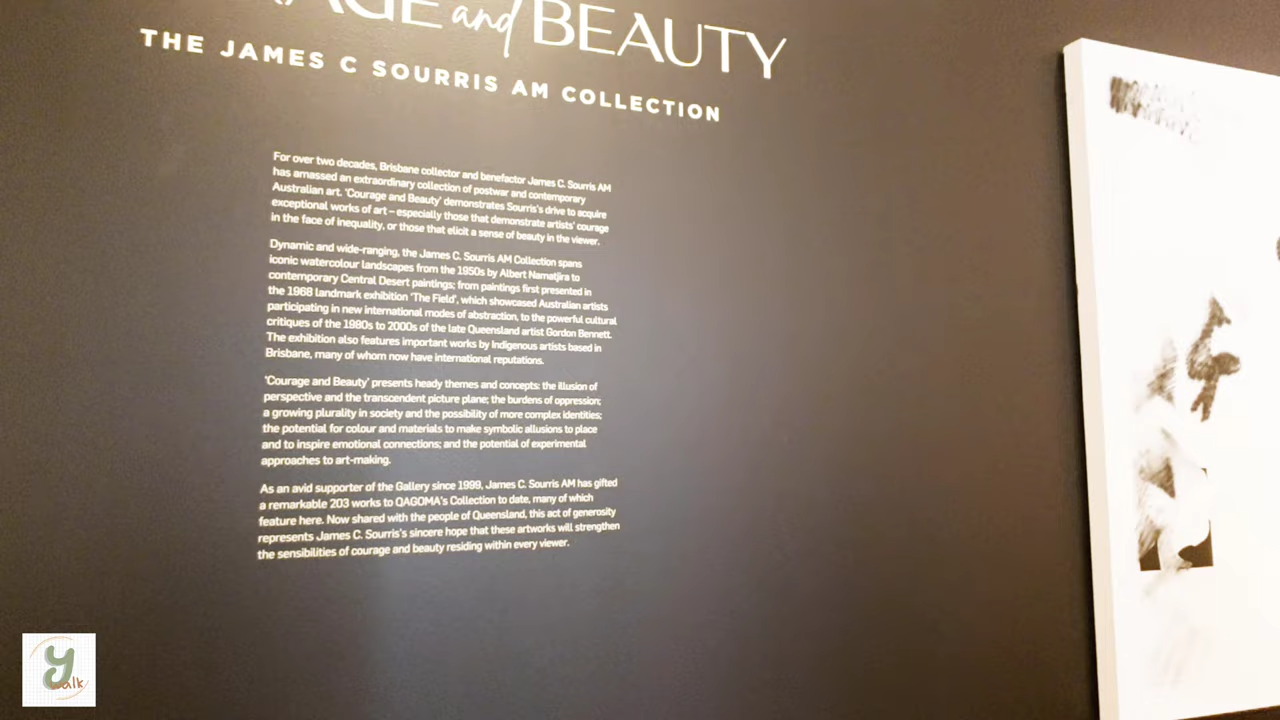 AGE and BEAUTY
THE JAMES C SOURRIS AM COLLECTION
For over two decades, Brisbane collector and benefactor James C. Sourris AM
has amassed an extraordinary collection of postwar and contemporary
Australian art. ‘Courage and Beauty’ demonstrates Sourris’s drive to acquire
exceptional works of art – especially those that demonstrate artists’ courage
in the face of inequality, or those that elicit a sense of beauty in the viewer.
Dynamic and wide-ranging, the James C. Sourris AM Collection spans
iconic watercolour landscapes from the 1950s by Albert Namatjira to
contemporary Central Desert paintings; from paintings first presented in
the 1968 landmark exhibition ‘The Field’, which showcased Australian artists
participating in new international modes of abstraction, to the powerful cultural
critiques of the 1980s to 2000s of the late Queensland artist Gordon Bennett.
The exhibition also features important works by Indigenous artists based in
Brisbane, many of whom now have international reputations.
‘Courage and Beauty’ presents heady themes and concepts: the illusion of
perspective and the transcendent picture plane; the burdens of oppression;
a growing plurality in society and the possibility of more complex identities;
the potential for colour and materials to make symbolic allusions to place
and to inspire emotional connections; and the potential of experimental
approaches to art-making.
As an avid supporter of the Gallery since 1999, James C. Sourris AM has gifted
a remarkable 203 works to QAGOMA’s Collection to date, many of which
feature here. Now shared with the people of Queensland, this act of generosity
represents James C. Sourris’s sincere hope that these artworks will strengthen
the sensibilities of courage and beauty residing within every viewer.
y